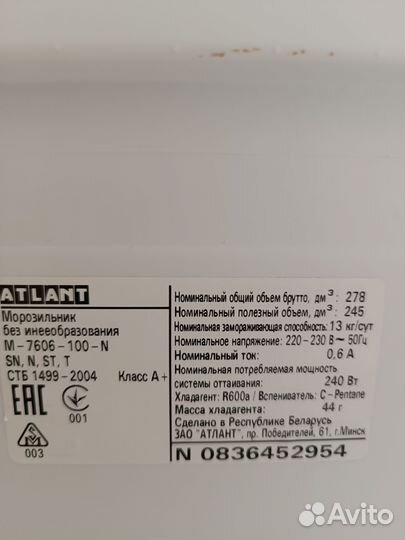 ATLANT
Морозильник
без инееобразования
М-7606-100-N
SN, N, ST, T
СТБ 1499-2004 Класс А+
ЕАС
001
003
Номинальный общий объем брутто, дм³: 278
Номинальный полезный объем, дм³: 245
Номинальная замораживающая способность: 13 кг/сут
Номинальное напряжение: 220-230 В~ 50Гц
Номинальный ток: 0,6 А
Номинальная потребляемая мощность
системы оттаивания: 240 Вт
Хладагент: R600a / Вспениватель: C-Pentane
Масса хладагента: 44 г
Сделано в Республике Беларусь
ЗАО "АТЛАНТ", пр. Победителей, 61, г.Минск
N 0836452954
Avito